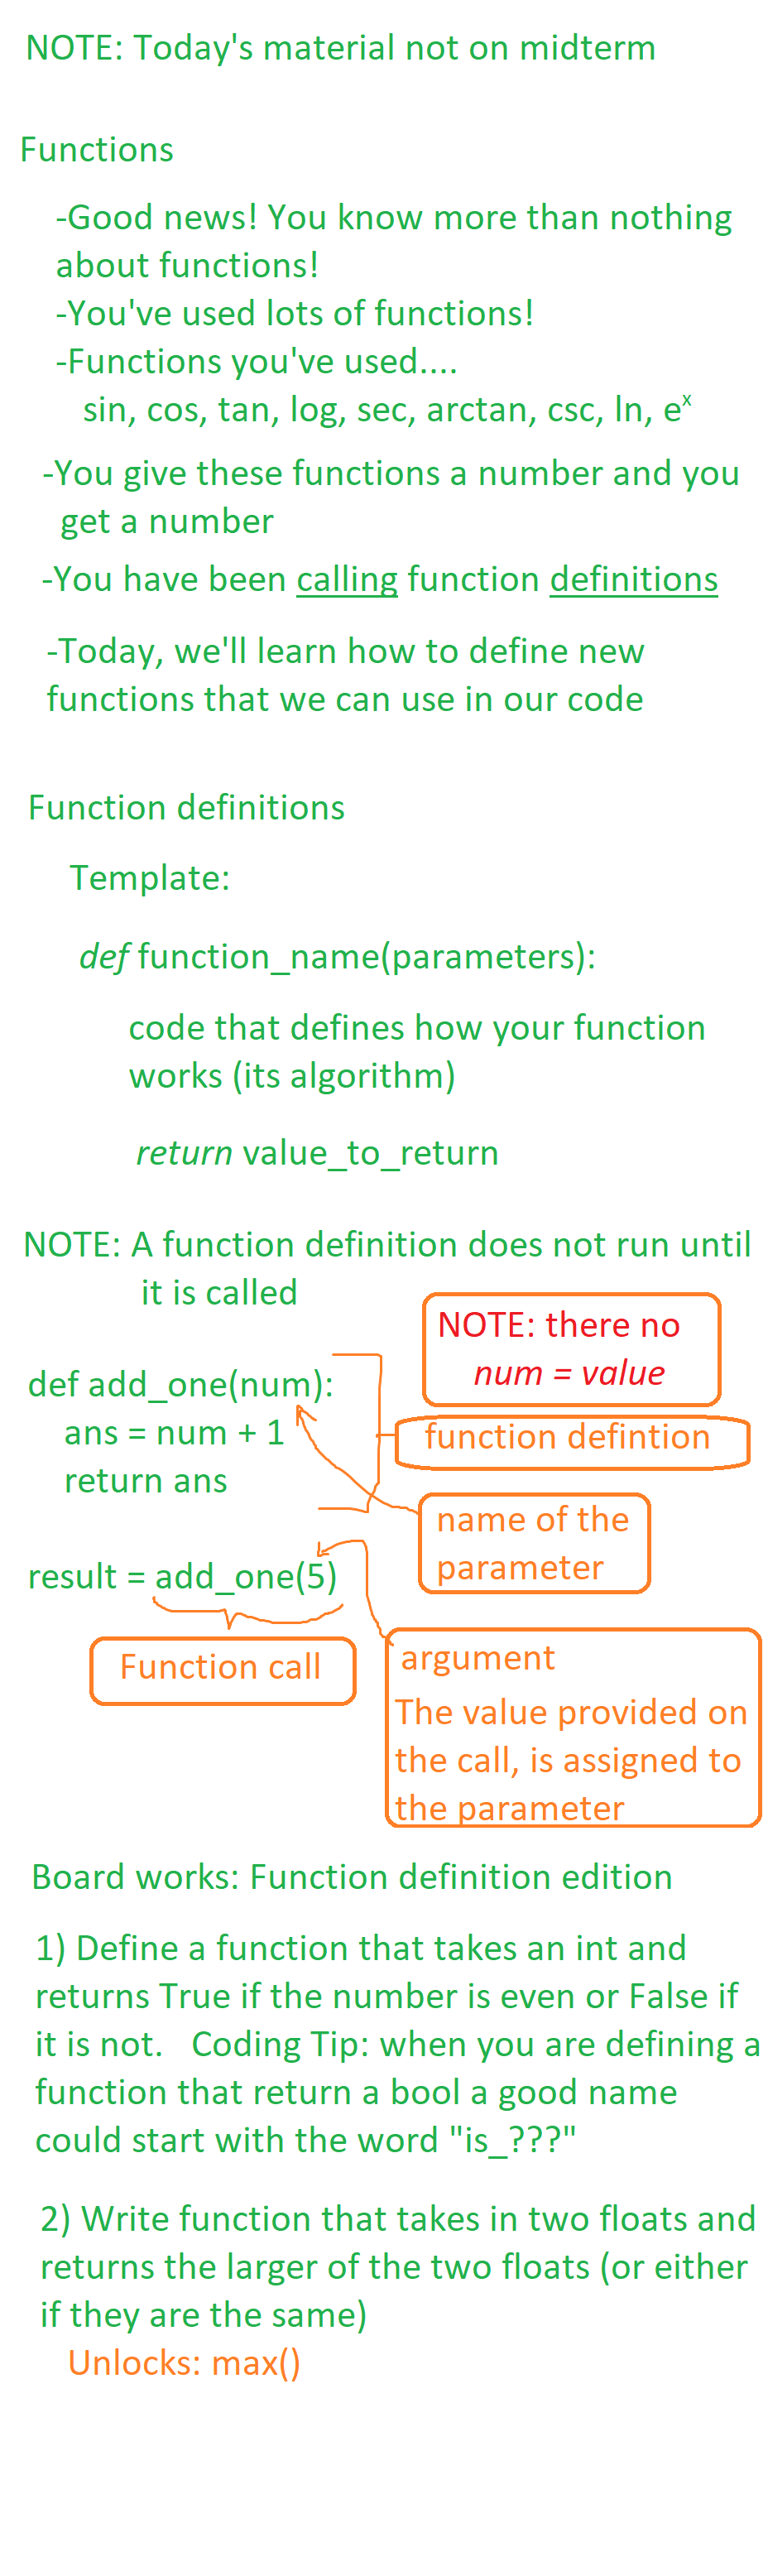 NOTE: Today's material not on midterm
Functions
-Good news! You know more than nothing
about functions!
-You've used lots of functions!
-Functions you've used....
sin, cos, tan, log, sec, arctan, csc, ln, eˣ
-You give these functions a number and you
get a number
-You have been calling function definitions
-Today, we'll learn how to define new
functions that we can use in our code
Function definitions
Template:
def function_name(parameters):
code that defines how your function
works (its algorithm)
return value_to_return
NOTE: A function definition does not run until
it is called
NOTE: there no
num = value
def add_one(num):
ans = num + 1
return ans
function defintion
name of the
parameter
result = add_one(5)
Function call
argument
The value provided on
the call, is assigned to
the parameter
Board works: Function definition edition
1) Define a function that takes an int and
returns True if the number is even or False if
it is not.   Coding Tip: when you are defining a
function that return a bool a good name
could start with the word "is_???"
2) Write function that takes in two floats and
returns the larger of the two floats (or either
if they are the same)
Unlocks: max()